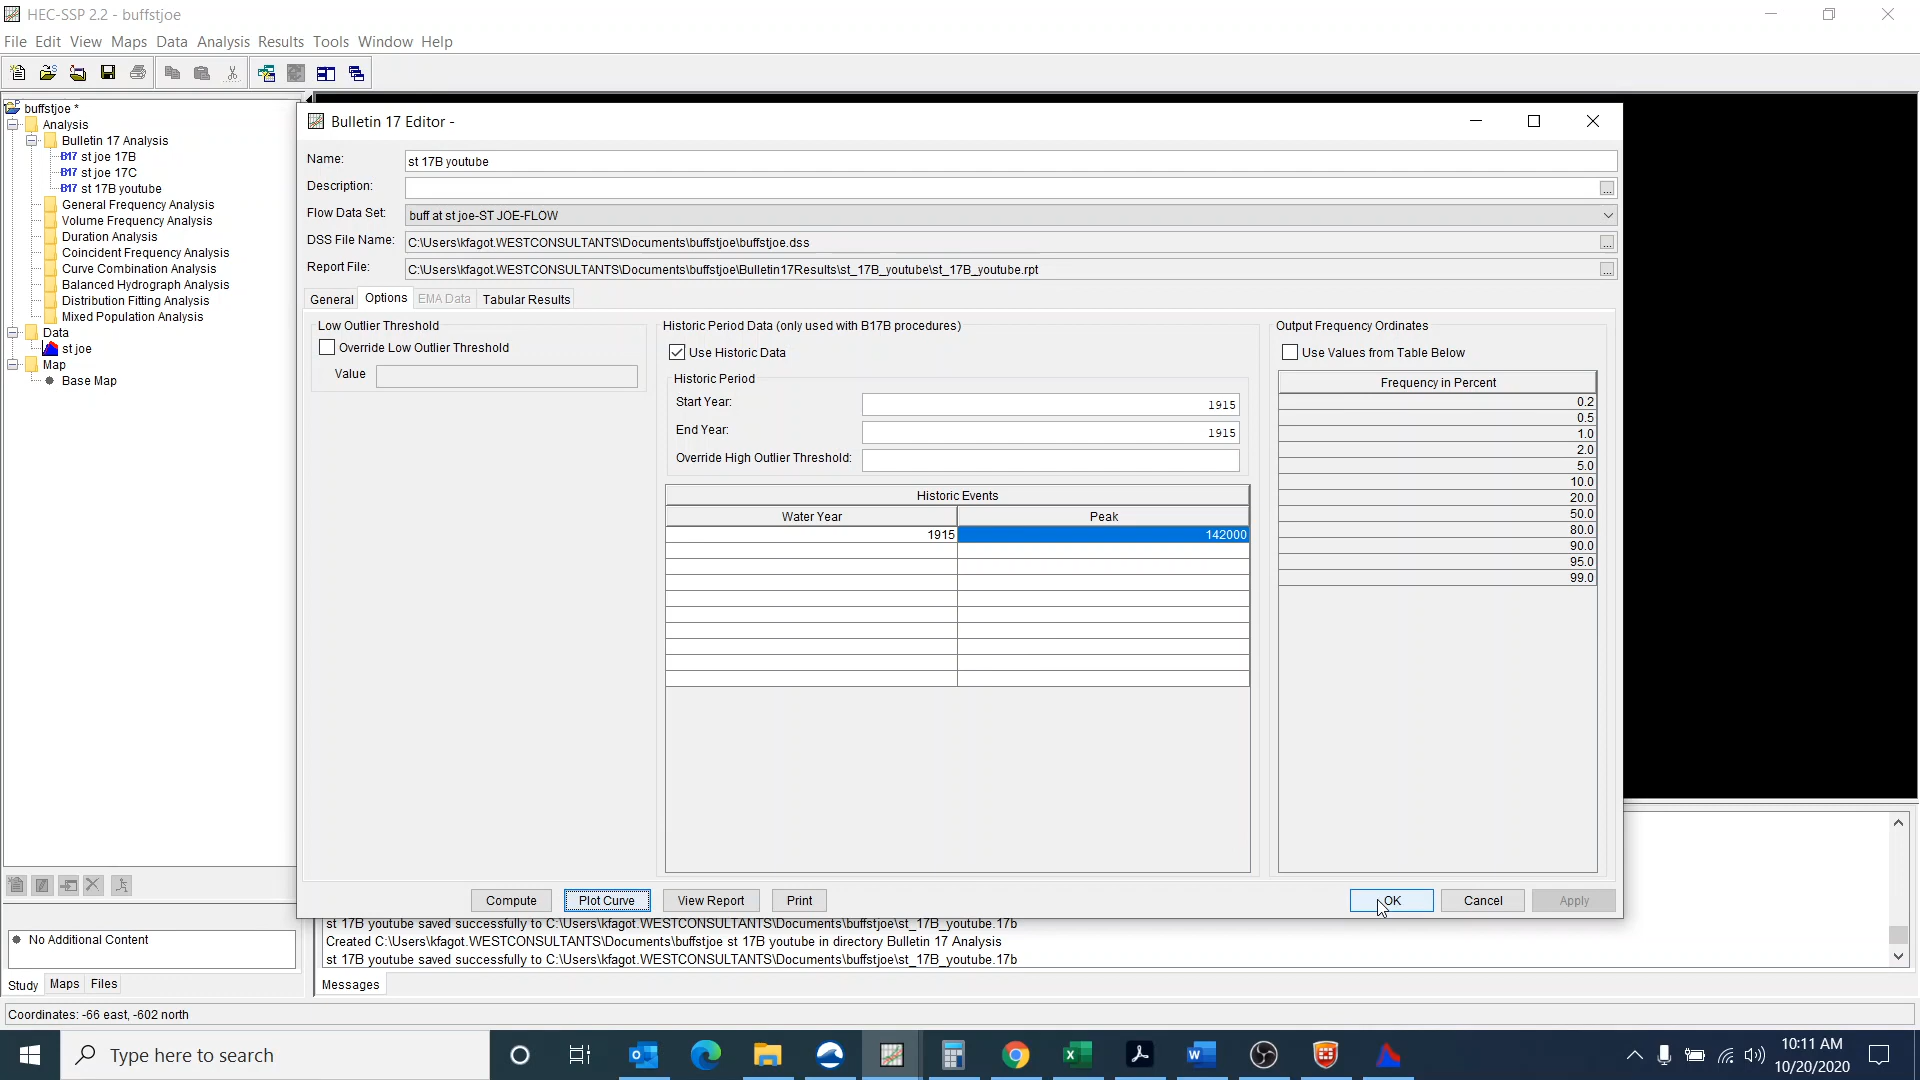 HEC-SSP 2.2 - buffstjoe
File Edit View Maps Data Analysis Results Tools Window Help
buffstjoe *
Analysis
Bulletin 17 Analysis
B17 st joe 17B
B17 st joe 17C
B17 st 17B youtube
General Frequency Analysis
Volume Frequency Analysis
Duration Analysis
Coincident Frequency Analysis
Curve Combination Analysis
Balanced Hydrograph Analysis
Distribution Fitting Analysis
Mixed Population Analysis
Data
st joe
Map
Base Map
No Additional Content
Study Maps Files
Bulletin 17 Editor -
Name: st 17B youtube
Description:
...
Flow Data Set: buff at st joe-ST JOE-FLOW
DSS File Name: C:\Users\kfagot.WESTCONSULTANTS\Documents\buffstjoe\buffstjoe.dss
...
Report File: C:\Users\kfagot.WESTCONSULTANTS\Documents\buffstjoe\Bulletin17Results\st_17B_youtube\st_17B_youtube.rpt
...
General Options EMA Data Tabular Results
Low Outlier Threshold
Override Low Outlier Threshold
Value
Historic Period Data (only used with B17B procedures)
Use Historic Data
Historic Period
Start Year: 1915
End Year: 1915
Override High Outlier Threshold:
Historic Events
Water Year Peak
1915 142000
Output Frequency Ordinates
Use Values from Table Below
Frequency in Percent
0.2
0.5
1.0
2.0
5.0
10.0
20.0
50.0
80.0
90.0
95.0
99.0
Compute Plot Curve View Report Print OK Cancel Apply
st 17B youtube saved successfully to C:\Users\kfagot.WESTCONSULTANTS\Documents\buffstjoe\st_17B_youtube.17b
Created C:\Users\kfagot.WESTCONSULTANTS\Documents\buffstjoe st 17B youtube in directory Bulletin 17 Analysis
st 17B youtube saved successfully to C:\Users\kfagot.WESTCONSULTANTS\Documents\buffstjoe\st_17B_youtube.17b
Messages
Coordinates: -66 east, -602 north
Type here to search
10:11 AM
10/20/2020